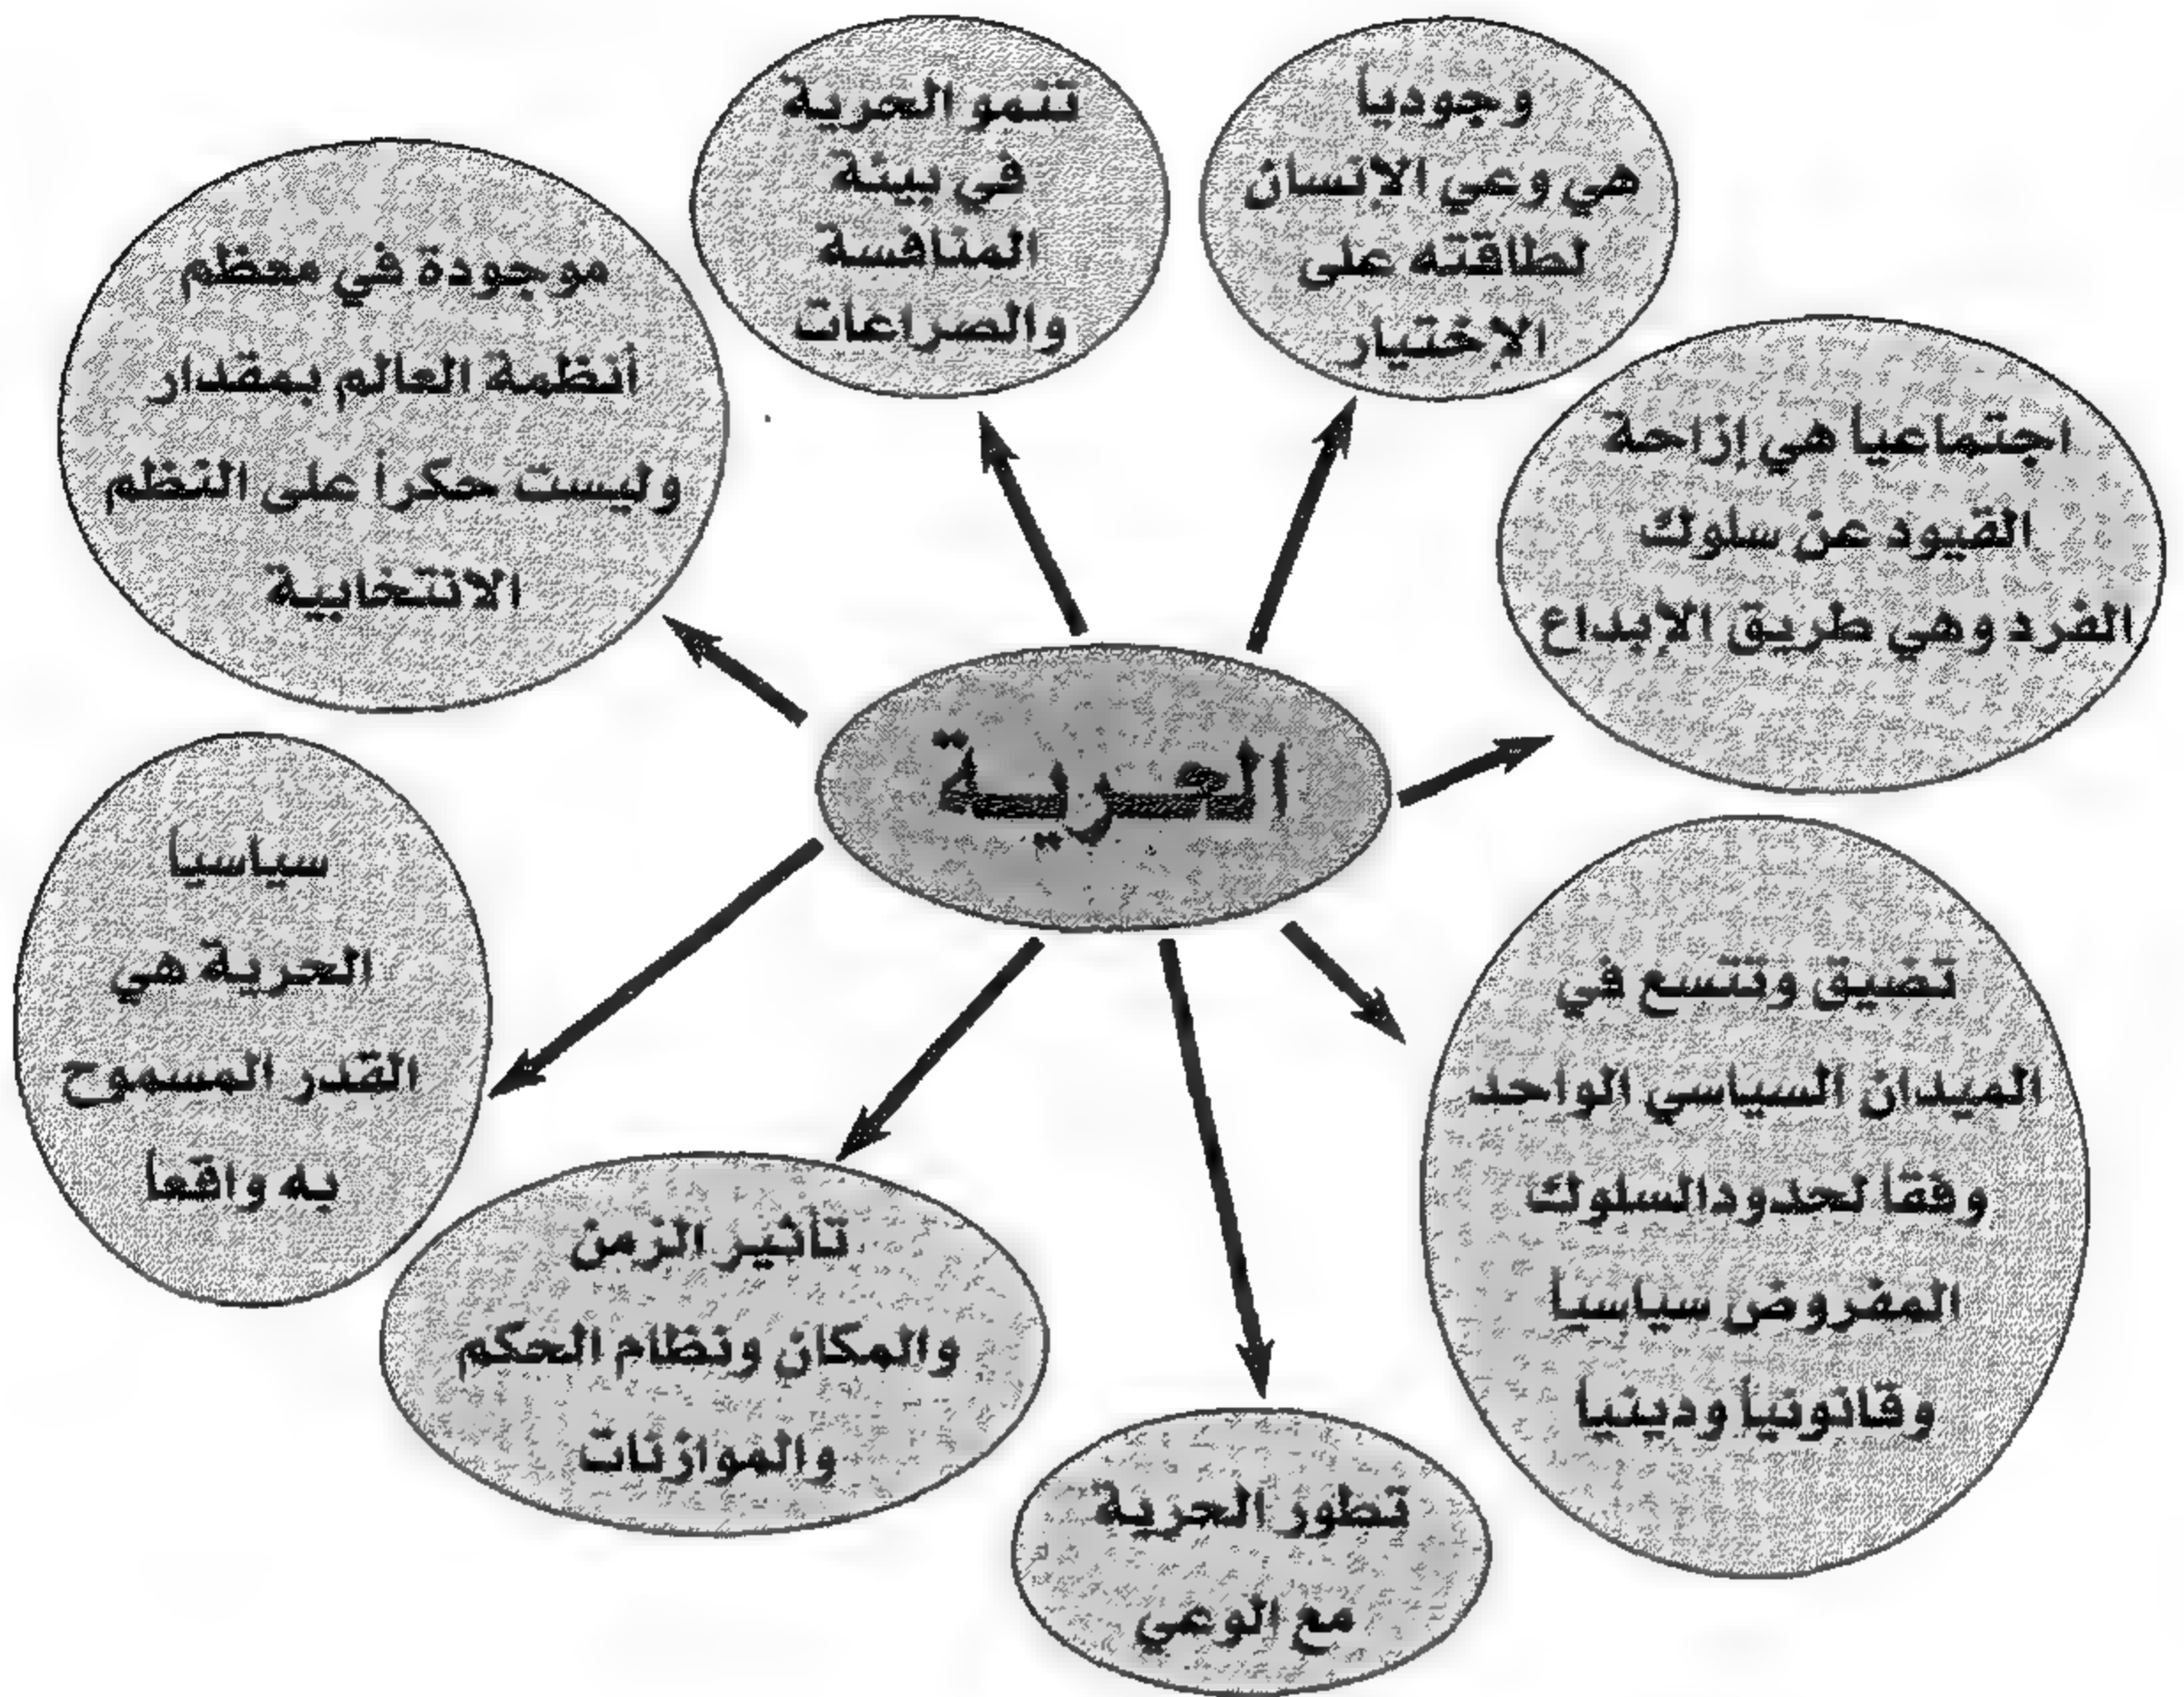 وجودياً
هي وعي الإنسان
لطاقته على
الإختيار
تنمو الحرية
في بيئة
المنافسة
والصراعات
موجودة في معظم
أنظمة العالم بمقدار
وليست حكراً على النظم
الانتخابية
اجتماعياً هي إزاحة
القيود عن سلوك
الفرد وهي طريق الإبداع
الحرية
سياسياً
الحرية هي
القدر المسموح
به واقعاً
تضيق وتتسع في
الميدان السياسي الواحد
وفقاً لحدود السلوك
المفروض سياسياً
وقانونياً ودينياً
تأثير الزمن
والمكان ونظام الحكم
والموازنات
تطور الحرية
مع الوعي